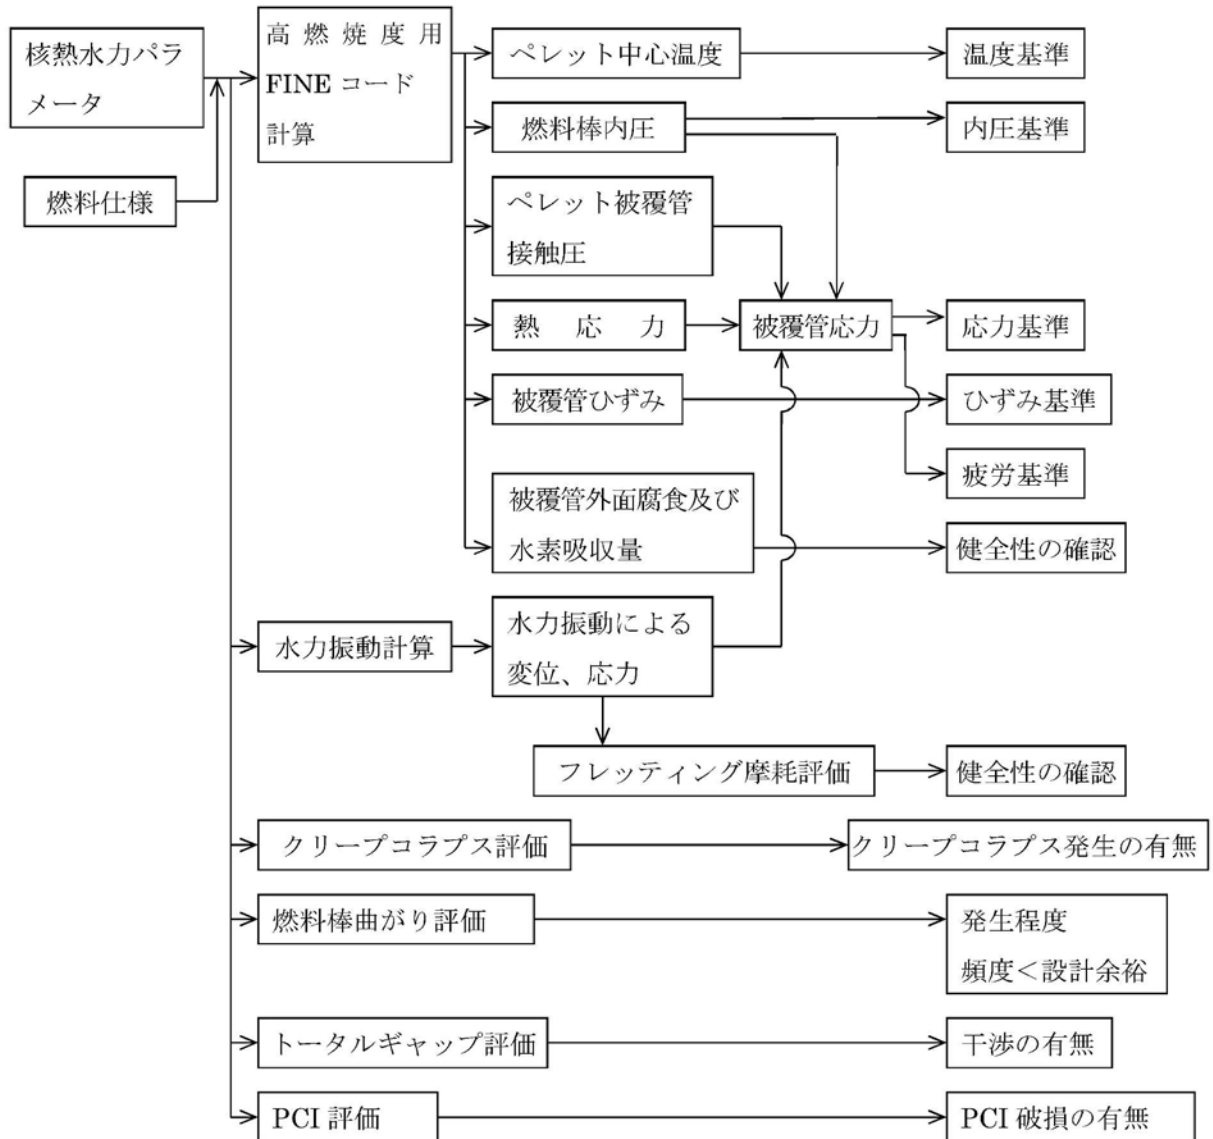 核熱水力パラ
メータ
燃料仕様
高燃焼度用
FINE コード
計算
ペレット中心温度
温度基準
燃料棒内圧
内圧基準
ペレット被覆管
接触圧
熱応力
被覆管応力
応力基準
被覆管ひずみ
ひずみ基準
疲労基準
被覆管外面腐食及び
水素吸収量
健全性の確認
水力振動計算
水力振動による
変位、応力
フレッティング摩耗評価
健全性の確認
クリープコラプス評価
クリープコラプス発生の有無
燃料棒曲がり評価
発生程度
頻度＜設計余裕
トータルギャップ評価
干渉の有無
PCI 評価
PCI 破損の有無